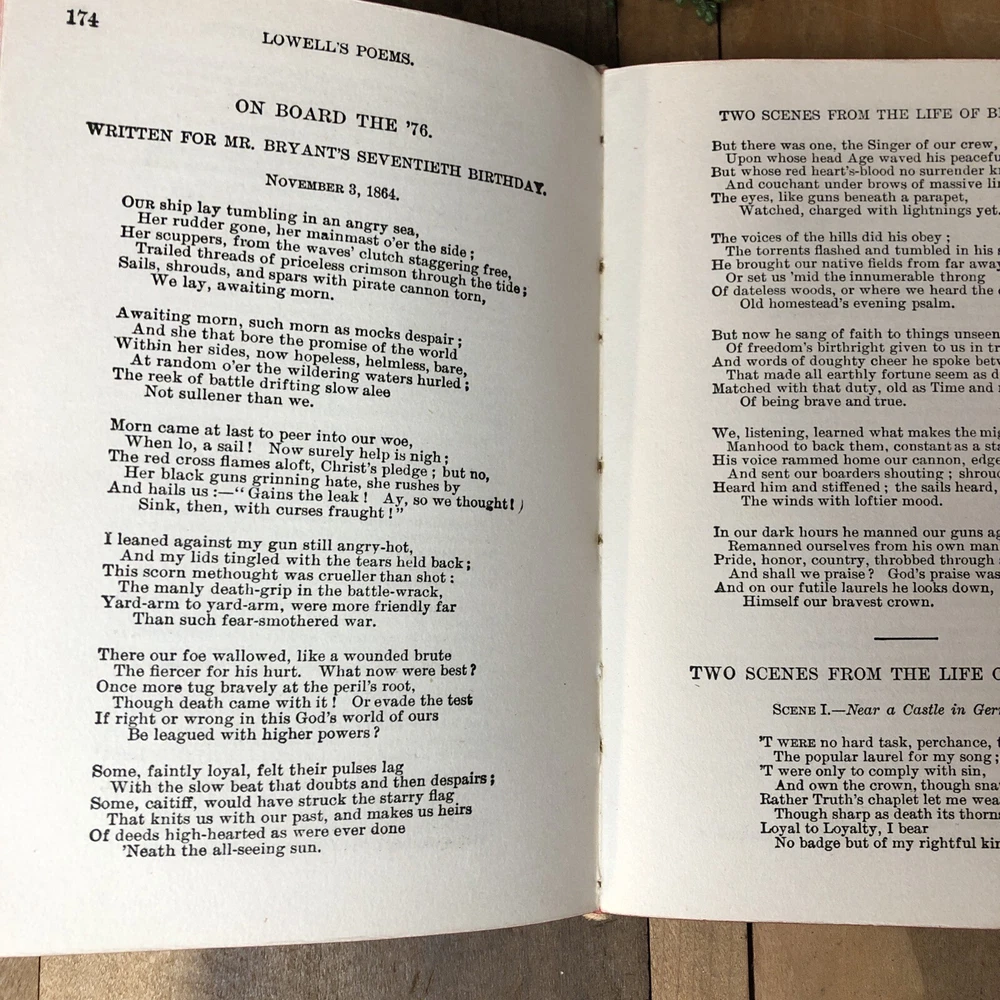 174
LOWELL'S POEMS.
ON BOARD THE '76.
WRITTEN FOR MR. BRYANT'S SEVENTIETH BIRTHDAY.
NOVEMBER 3, 1864.
OUR ship lay tumbling in an angry sea,
Her rudder gone, her mainmast o'er the side;
Her scuppers, from the waves' clutch staggering free,
Trailed threads of priceless crimson through the tide;
Sails, shrouds, and spars with pirate cannon torn,
We lay, awaiting morn.
Awaiting morn, such morn as mocks despair;
And she that bore the promise of the world
Within her sides, now hopeless, helmless, bare,
At random o'er the wildering waters hurled;
The reek of battle drifting slow alee
Not sullener than we.
Morn came at last to peer into our woe,
When lo, a sail! Now surely help is nigh;
The red cross flames aloft, Christ's pledge; but no,
Her black guns grinning hate, she rushes by
And hails us:—"Gains the leak! Ay, so we thought!
Sink, then, with curses fraught!"
I leaned against my gun still angry-hot,
And my lids tingled with the tears held back;
This scorn methought was crueller than shot:
The manly death-grip in the battle-wrack,
Yard-arm to yard-arm, were more friendly far
Than such fear-smothered war.
There our foe wallowed, like a wounded brute
The fiercer for his hurt. What now were best?
Once more tug bravely at the peril's root,
Though death came with it! Or evade the test
If right or wrong in this God's world of ours
Be leagued with higher powers?
Some, faintly loyal, felt their pulses lag
With the slow beat that doubts and then despairs;
Some, caitiff, would have struck the starry flag
That knits us with our past, and makes us heirs
Of deeds high-hearted as were ever done
'Neath the all-seeing sun.
TWO SCENES FROM THE LIFE OF
But there was one, the Singer of our crew,
Upon whose head Age waved his
But whose red heart's-blood no surrender
And couchant under brows of massive
The eyes, like guns beneath a parapet,
Watched, charged with lightnings yet.
The voices of the hills did his obey;
The torrents flashed and tumbled in his
He brought our native fields from far
Or set us 'mid the innumerable throng
Of dateless woods, or where we heard the
Old homestead's evening psalm.
But now he sang of faith to things unseen
Of freedom's birthright given to us in
And words of doughty cheer he spoke
That made all earthly fortune seem as
Matched with that duty, old as Time and
Of being brave and true.
We, listening, learned what makes the
Manhood to back them, constant as a
His voice rammed home our cannon,
And sent our boarders shouting;
Heard him and stiffened; the sails heard,
The winds with loftier mood.
In our dark hours he manned our guns
Remanned ourselves from his own
Pride, honor, country, throbbed through
And shall we praise? God's praise was
And on our futile laurels he looks down,
Himself our bravest crown.
TWO SCENES FROM THE LIFE
SCENE I.—Near a Castle in
'T WERE no hard task, perchance,
The popular laurel for my song;
'T were only to comply with sin,
And own the crown, though
Rather Truth's chaplet let me
Though sharp as death its
Loyal to Loyalty, I bear
No badge but of my rightful